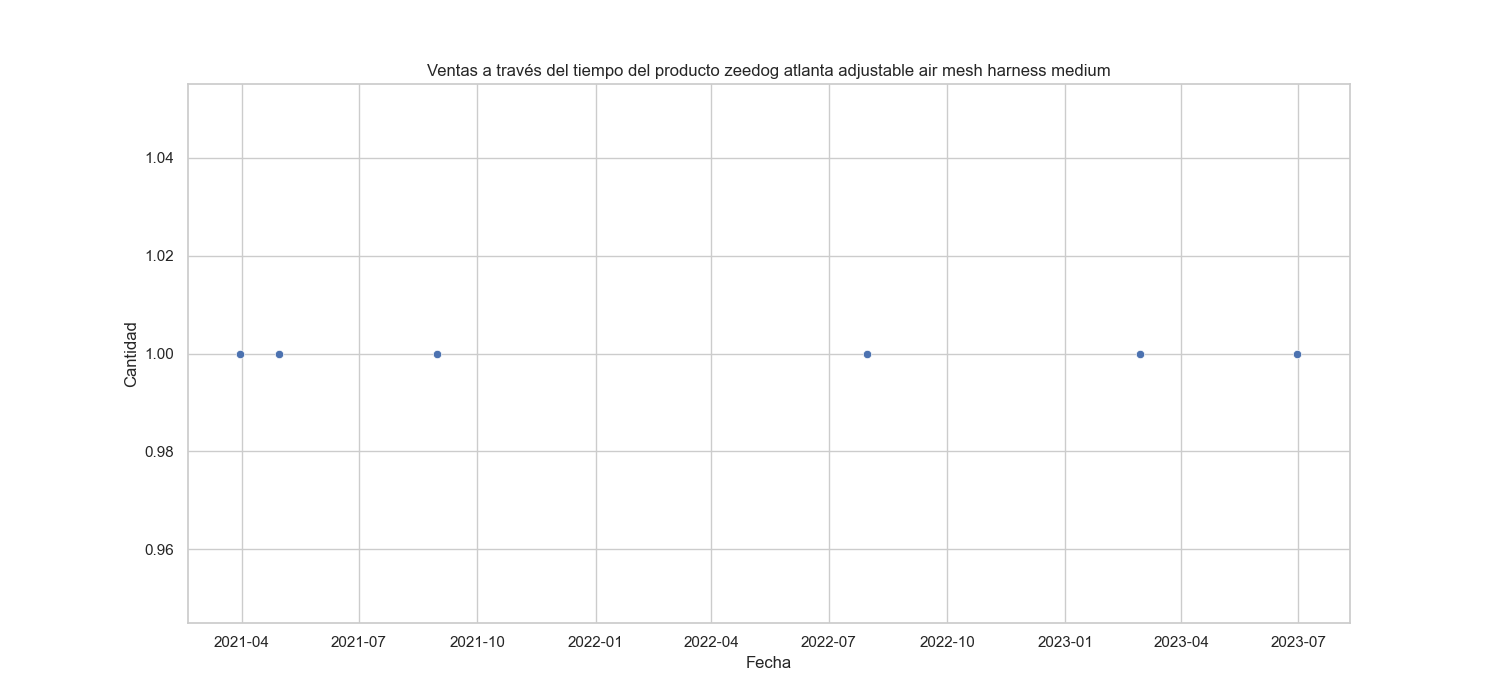 Ventas a través del tiempo del producto zeedog atlanta adjustable air mesh harness medium
1.04
1.02
1.00
0.98
0.96
Cantidad
2021-04 2021-07 2021-10 2022-01 2022-04 2022-07 2022-10 2023-01 2023-04 2023-07
Fecha